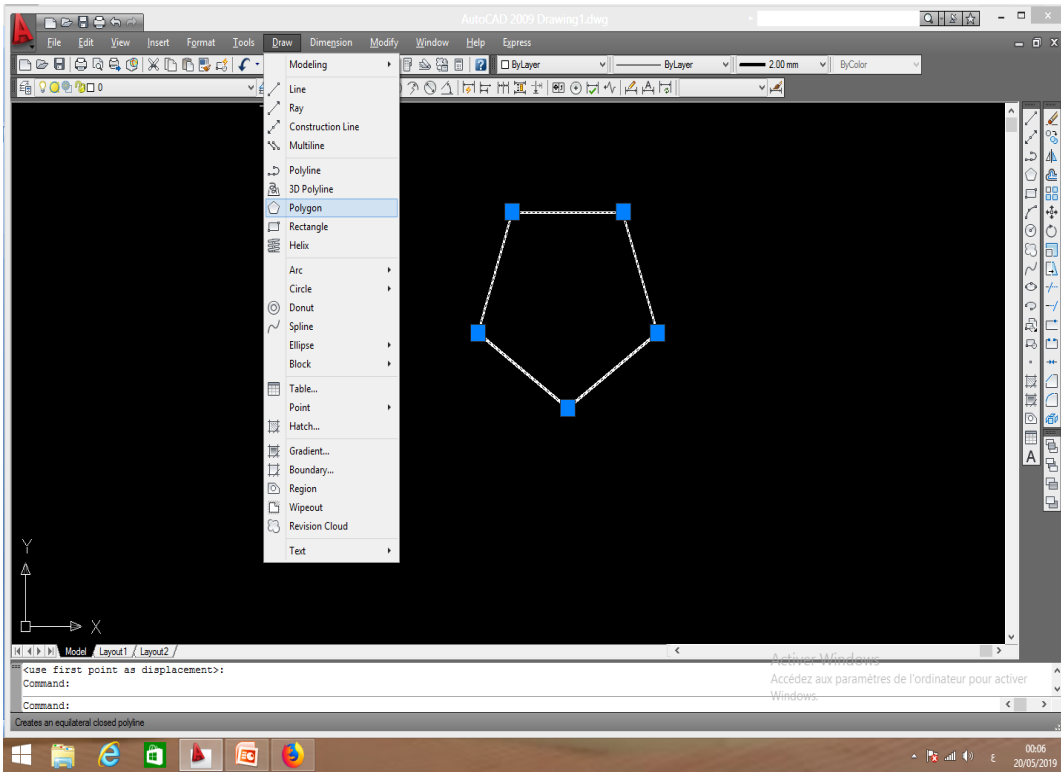 AutoCAD 2009 Drawing1.dwg
File Edit View Insert Format Tools Draw Dimension Modify Window Help Express
ByLayer ByLayer 2.00 mm ByColor
0
Modeling
Line
Ray
Construction Line
Multiline
Polyline
3D Polyline
Polygon
Rectangle
Helix
Arc
Circle
Donut
Spline
Ellipse
Block
Table...
Point
Hatch...
Gradient...
Boundary...
Region
Wipeout
Revision Cloud
Text
A
Y
X
Model Layout1 Layout2
<use first point as displacement>:
Command:
Command:
Activer Windows
Accédez aux paramètres de l'ordinateur pour activer
Windows.
Creates an equilateral closed polyline
ع
00:06
20/05/2019